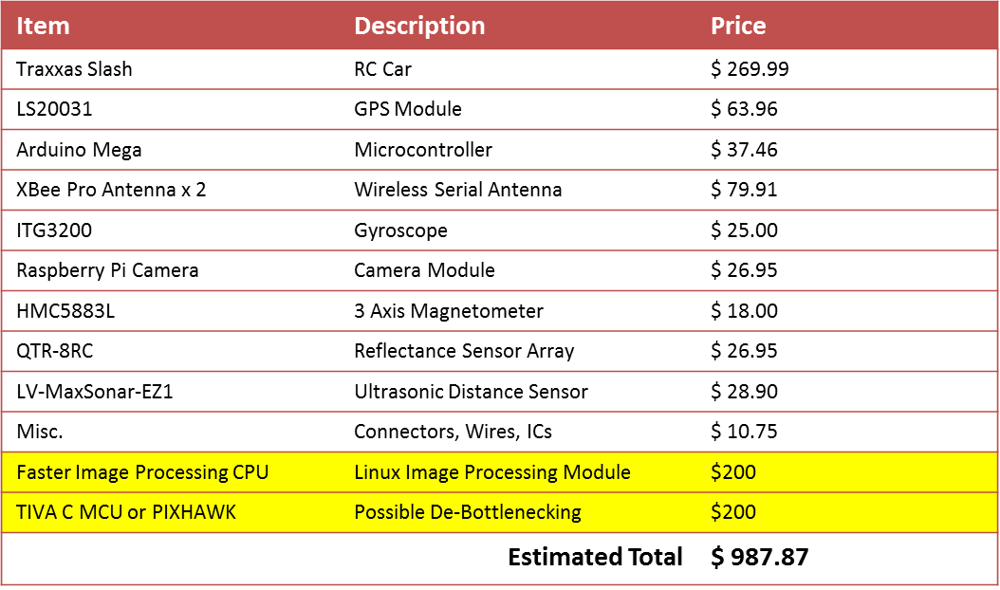 Item Description Price
Traxxas Slash RC Car $ 269.99
LS20031 GPS Module $ 63.96
Arduino Mega Microcontroller $ 37.46
XBee Pro Antenna x 2 Wireless Serial Antenna $ 79.91
ITG3200 Gyroscope $ 25.00
Raspberry Pi Camera Camera Module $ 26.95
HMC5883L 3 Axis Magnetometer $ 18.00
QTR-8RC Reflectance Sensor Array $ 26.95
LV-MaxSonar-EZ1 Ultrasonic Distance Sensor $ 28.90
Misc. Connectors, Wires, ICs $ 10.75
Faster Image Processing CPU Linux Image Processing Module $200
TIVA C MCU or PIXHAWK Possible De-Bottlenecking $200
Estimated Total $ 987.87